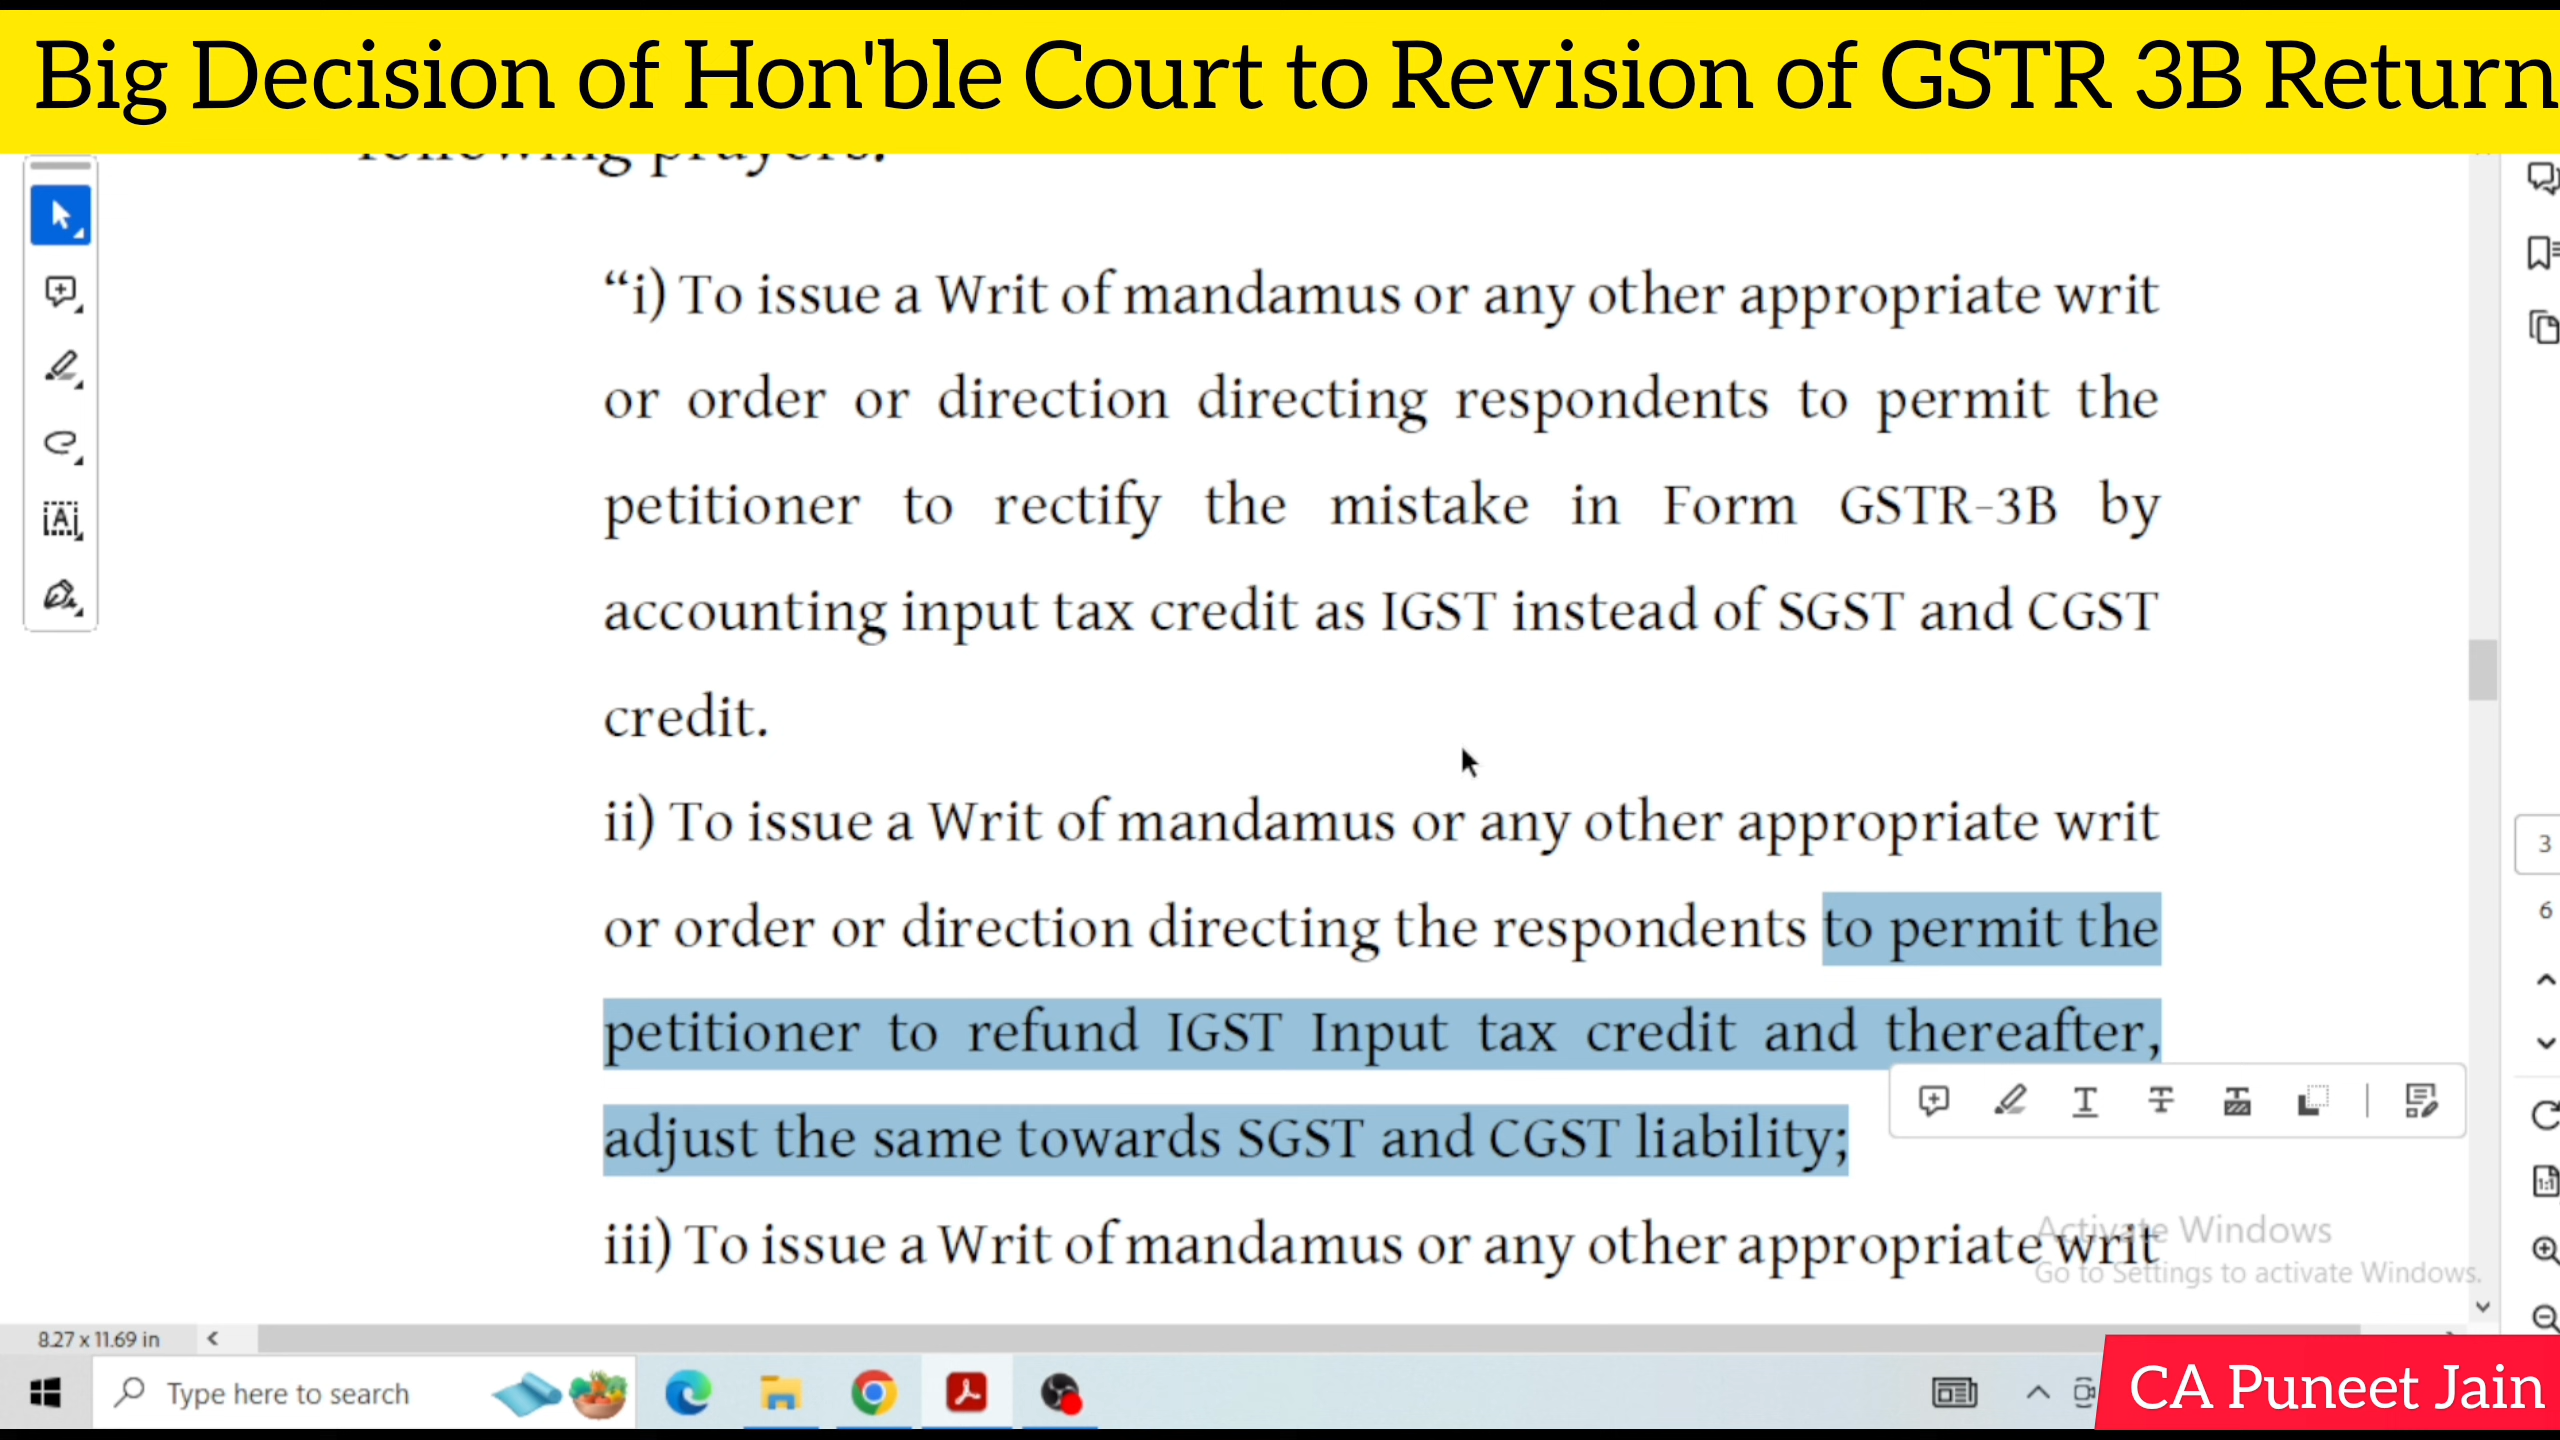 Big Decision of Hon'ble Court to Revision of GSTR 3B Return
following prayers:
“i) To issue a Writ of mandamus or any other appropriate writ
or order or direction directing respondents to permit the
petitioner to rectify the mistake in Form GSTR-3B by
accounting input tax credit as IGST instead of SGST and CGST
credit.
ii) To issue a Writ of mandamus or any other appropriate writ
or order or direction directing the respondents to permit the
petitioner to refund IGST Input tax credit and thereafter,
adjust the same towards SGST and CGST liability;
iii) To issue a Writ of mandamus or any other appropriate writ
Activate Windows
Go to Settings to activate Windows.
3
6
8.27 x 11.69 in
Type here to search
CA Puneet Jain